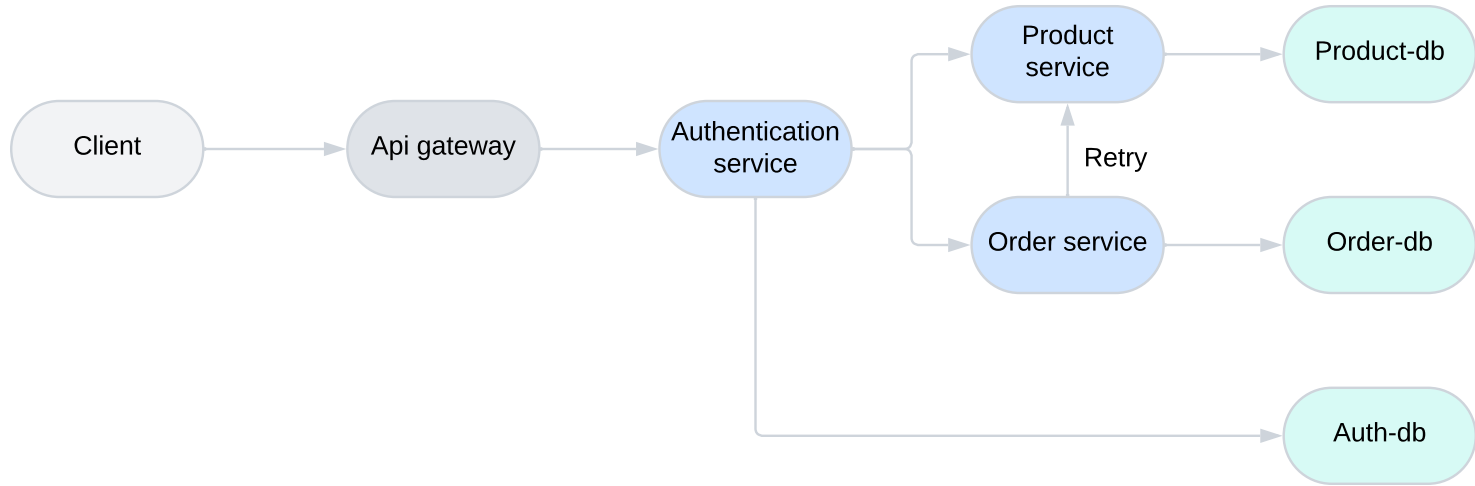 Client
Api gateway
Authentication
service
Product
service
Product-db
Retry
Order service
Order-db
Auth-db